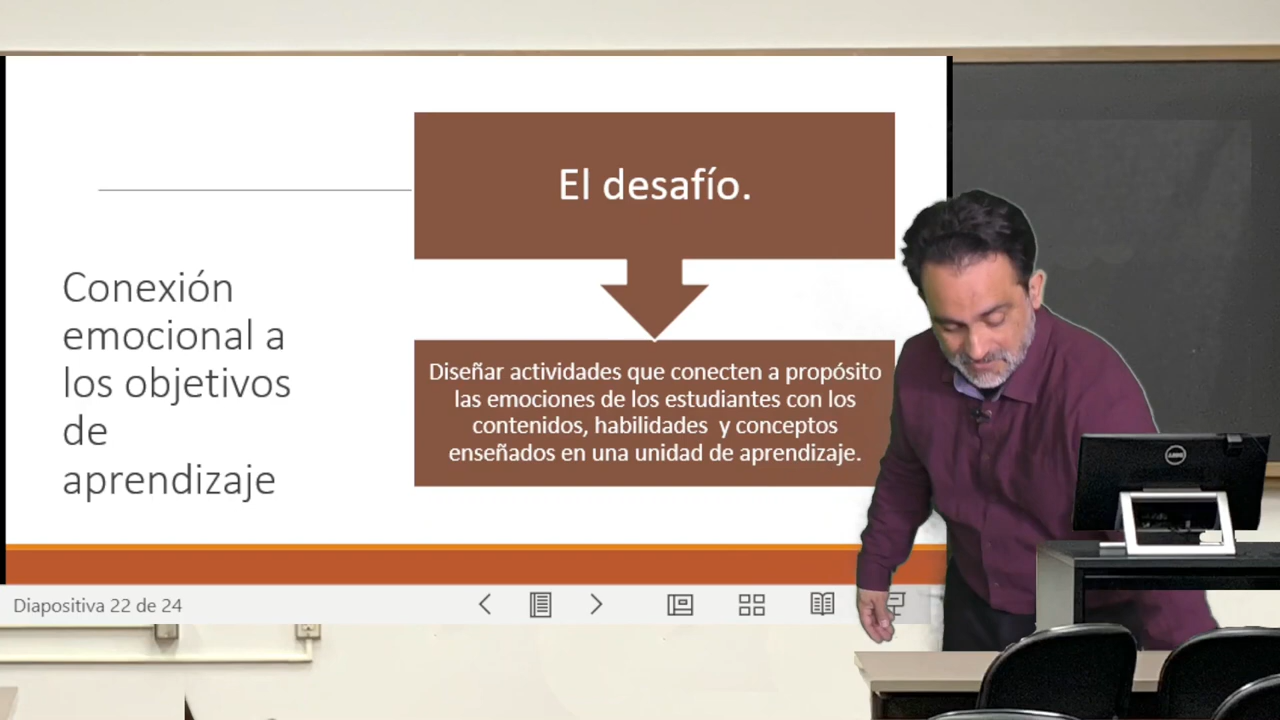 Conexión
emocional a
los objetivos
de
aprendizaje
El desafío.
Diseñar actividades que conecten a propósito
las emociones de los estudiantes con los
contenidos, habilidades y conceptos
enseñados en una unidad de aprendizaje.
Diapositiva 22 de 24